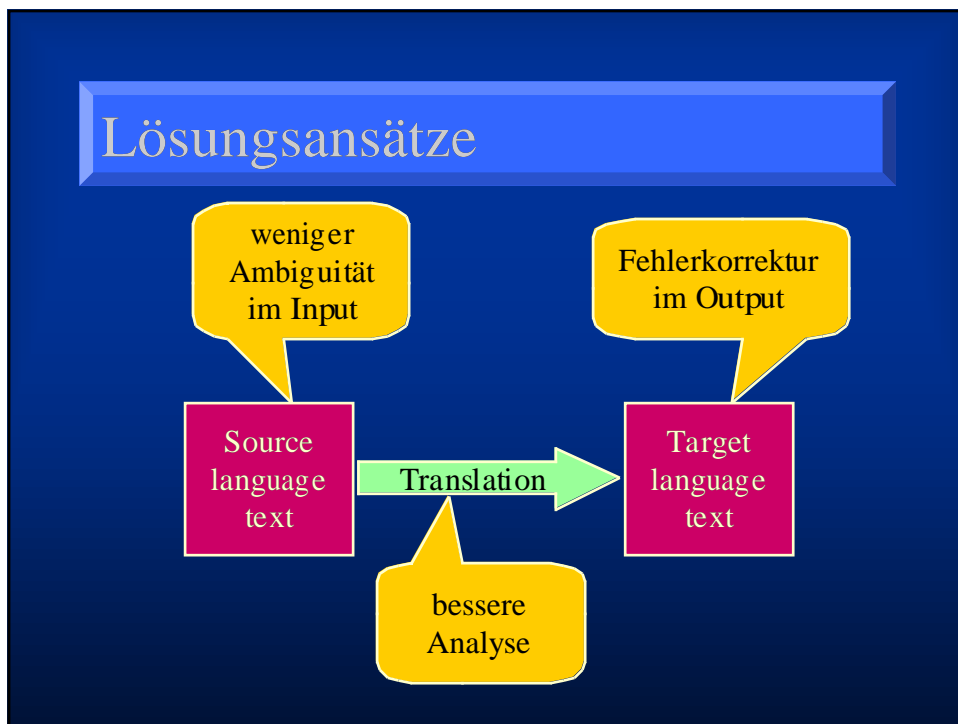 Lösungsansätze
weniger
Ambiguität
im Input
Fehlerkorrektur
im Output
Source
language
text
Translation
Target
language
text
bessere
Analyse